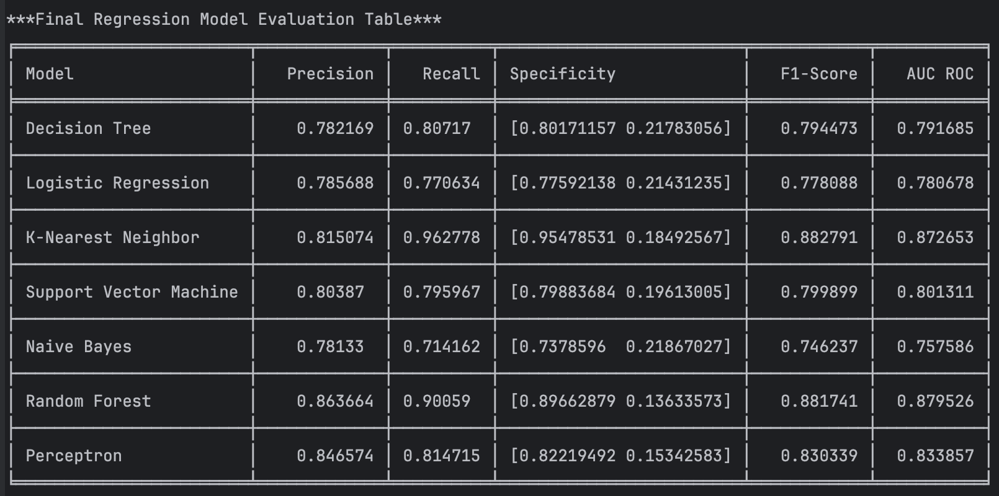 ***Final Regression Model Evaluation Table***
Model Precision Recall Specificity F1-Score AUC ROC
Decision Tree 0.782169 0.80717 [0.80171157 0.21783056] 0.794473 0.791685
Logistic Regression 0.785688 0.770634 [0.77592138 0.21431235] 0.778088 0.780678
K-Nearest Neighbor 0.815074 0.962778 [0.95478531 0.18492567] 0.882791 0.872653
Support Vector Machine 0.80387 0.795967 [0.79883684 0.19613005] 0.799899 0.801311
Naive Bayes 0.78133 0.714162 [0.7378596  0.21867027] 0.746237 0.757586
Random Forest 0.863664 0.90059 [0.89662879 0.13633573] 0.881741 0.879526
Perceptron 0.846574 0.814715 [0.82219492 0.15342583] 0.830339 0.833857